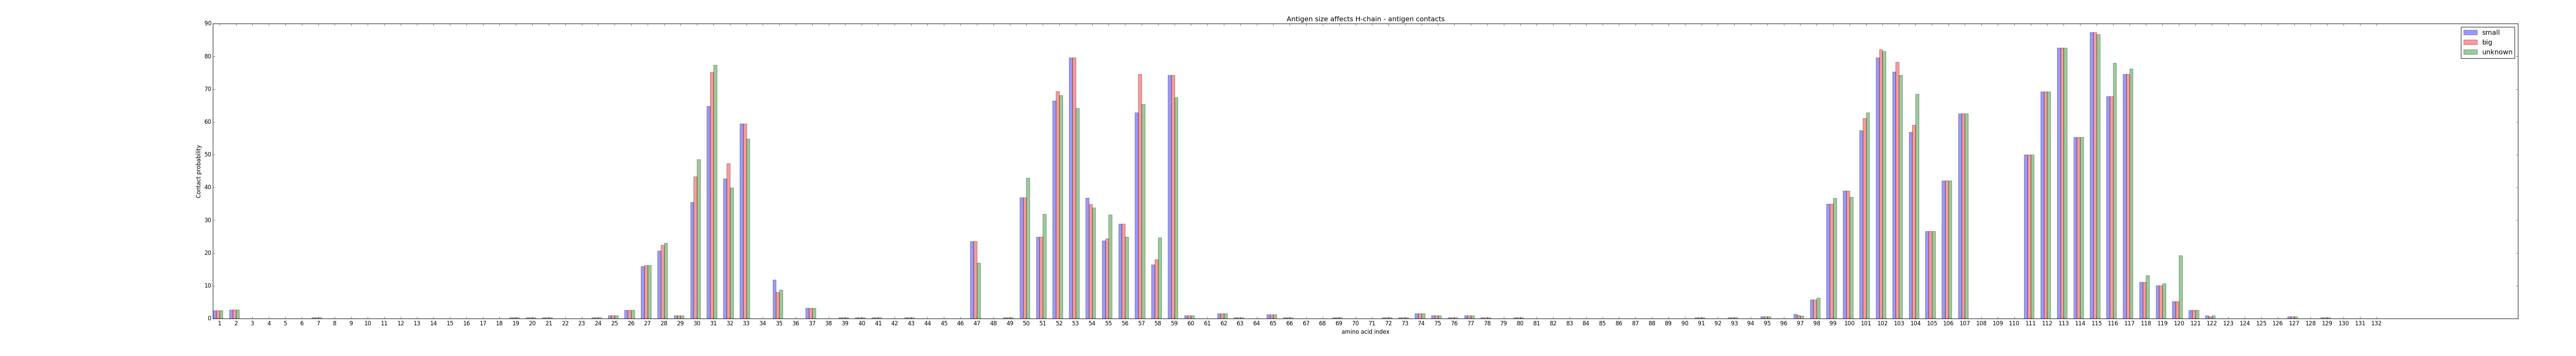 Antigen size affects H-chain - antigen contacts
90
80
70
60
50
40
30
20
10
0
Contact probability
small
big
unknown
1 2 3 4 5 6 7 8 9 10 11 12 13 14 15 16 17 18 19 20 21 22 23 24 25 26 27 28 29 30 31 32 33 34 35 36 37 38 39 40 41 42 43 44 45 46 47 48 49 50 51 52 53 54 55 56 57 58 59 60 61 62 63 64 65 66 67 68 69 70 71 72 73 74 75 76 77 78 79 80 81 82 83 84 85 86 87 88 89 90 91 92 93 94 95 96 97 98 99 100 101 102 103 104 105 106 107 108 109 110 111 112 113 114 115 116 117 118 119 120 121 122 123 124 125 126 127 128 129 130 131 132
amino acid index